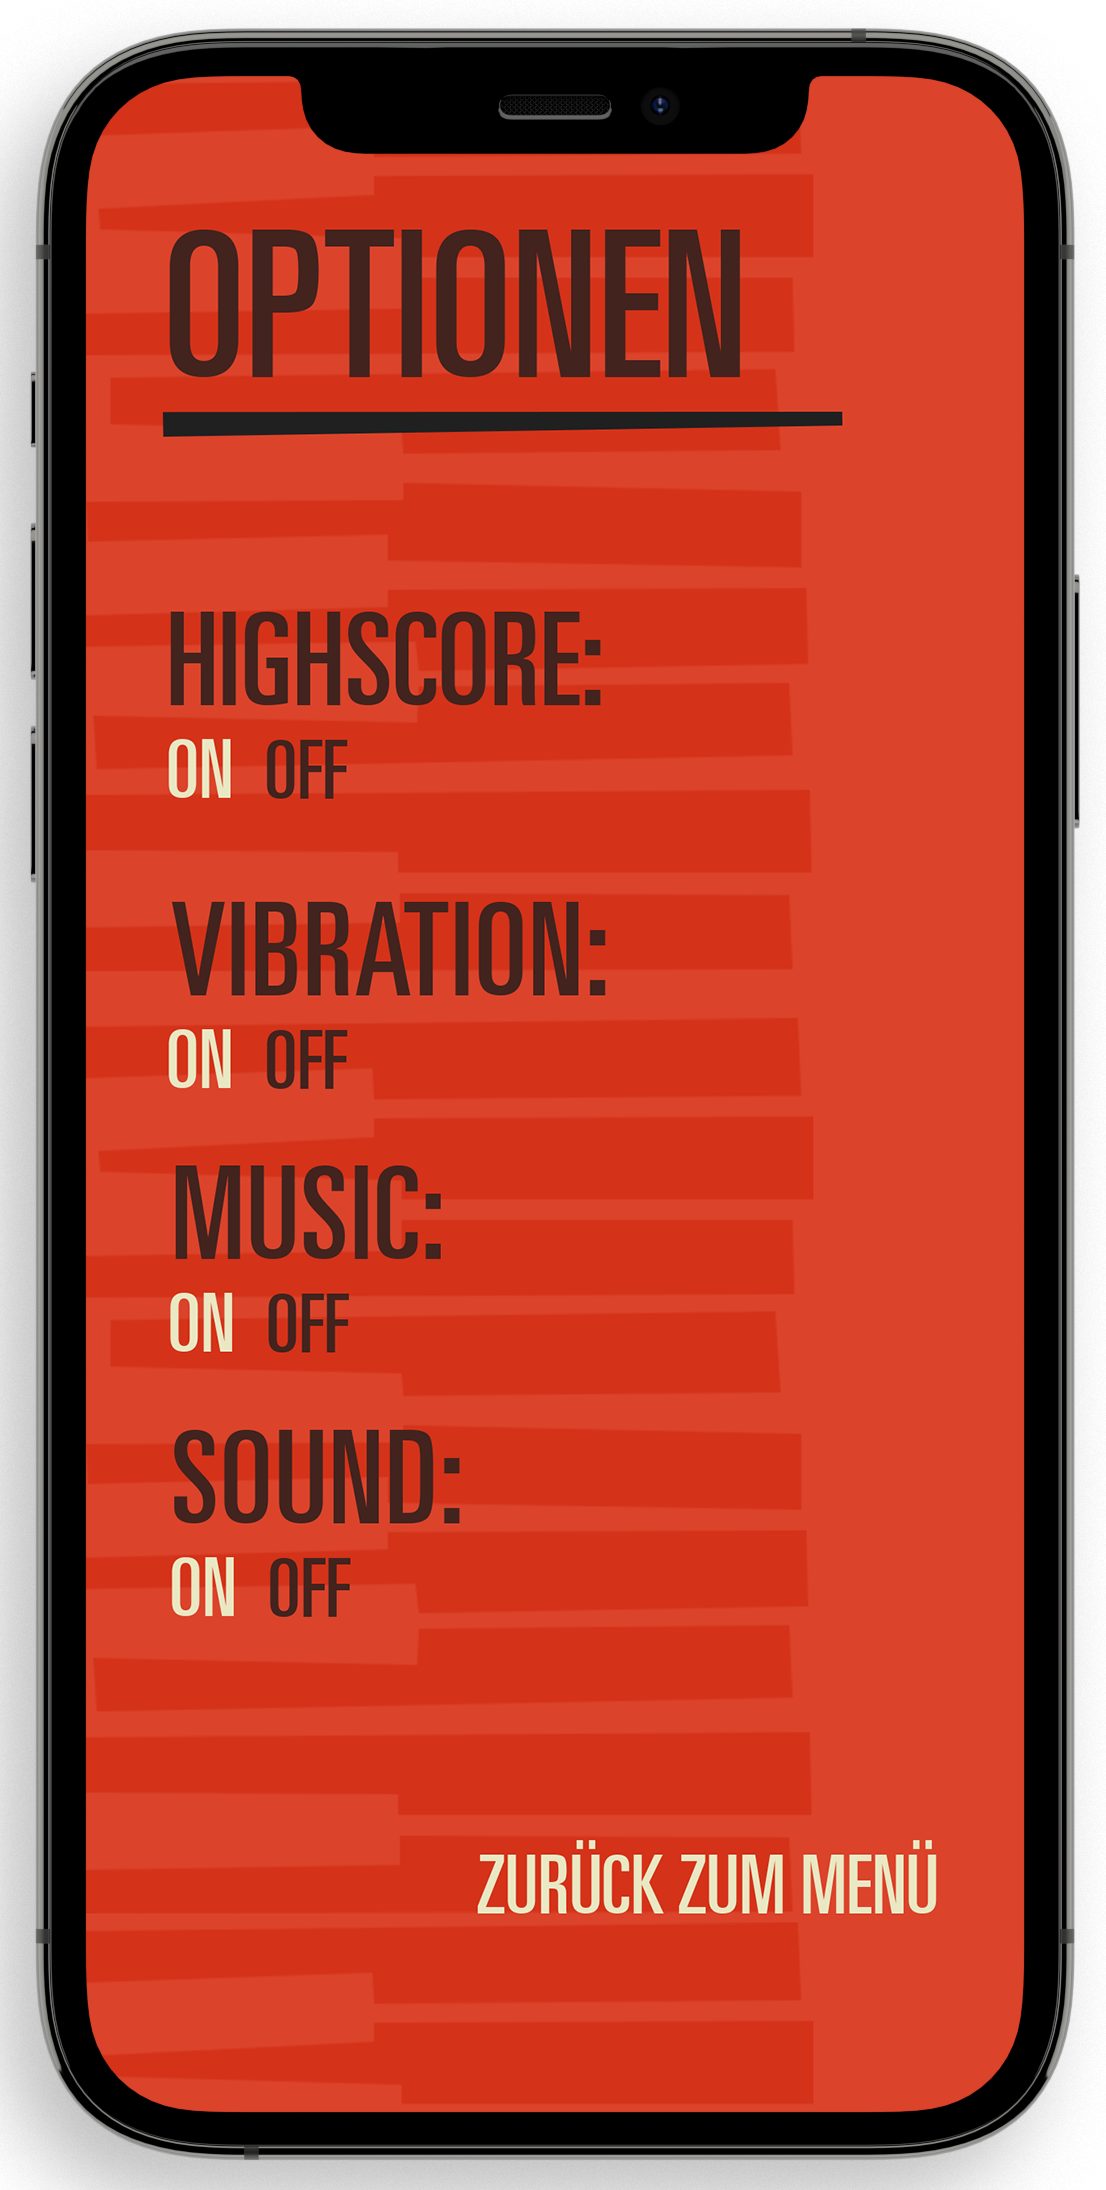 OPTIONEN
HIGHSCORE:
ON OFF
VIBRATION:
ON OFF
MUSIC:
ON OFF
SOUND:
ON OFF
ZURÜCK ZUM MENÜ